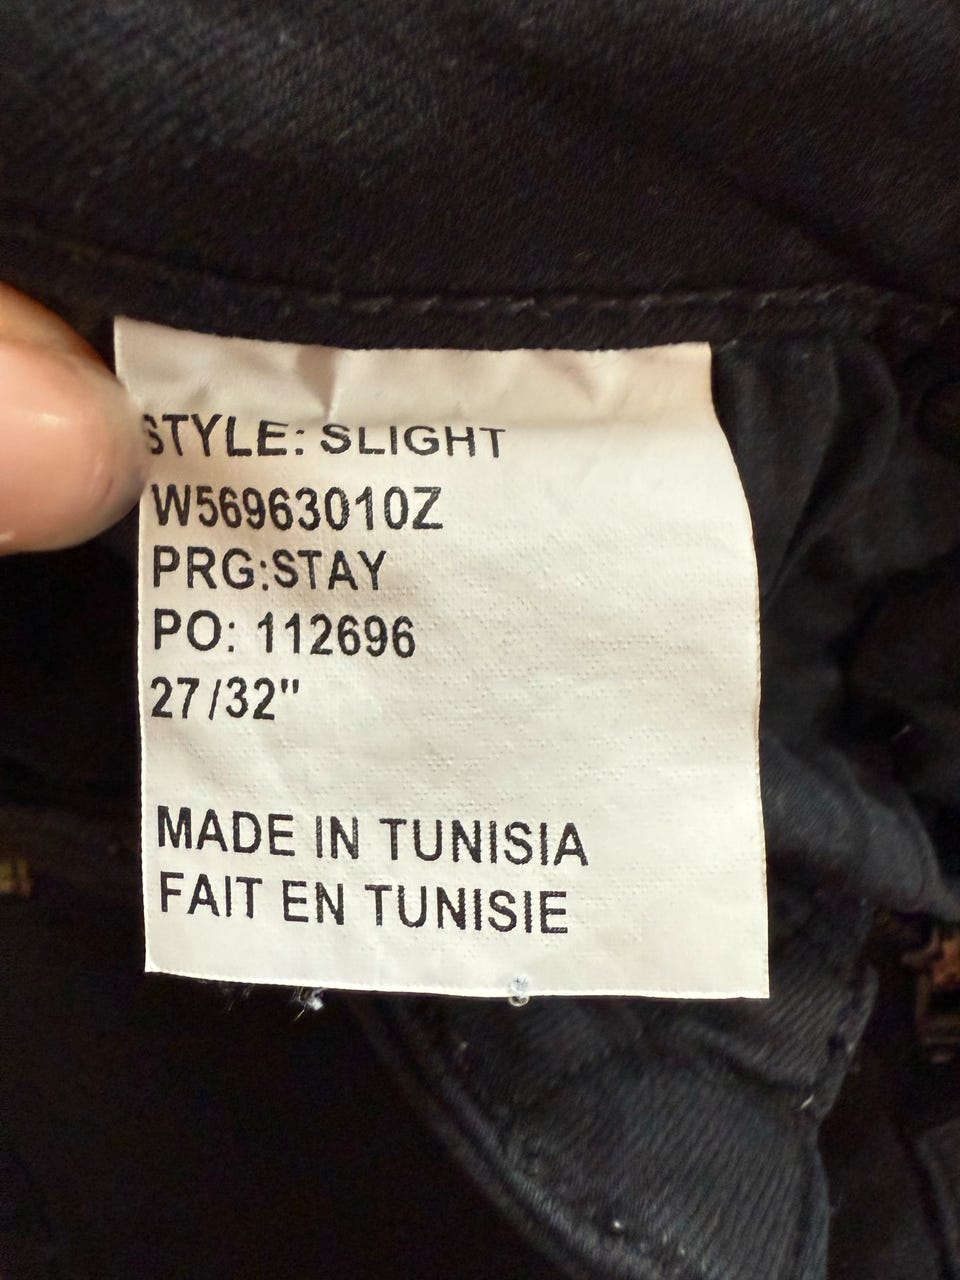 STYLE: SLIGHT
W56963010Z
PRG:STAY
PO: 112696
27/32"
MADE IN TUNISIA
FAIT EN TUNISIE